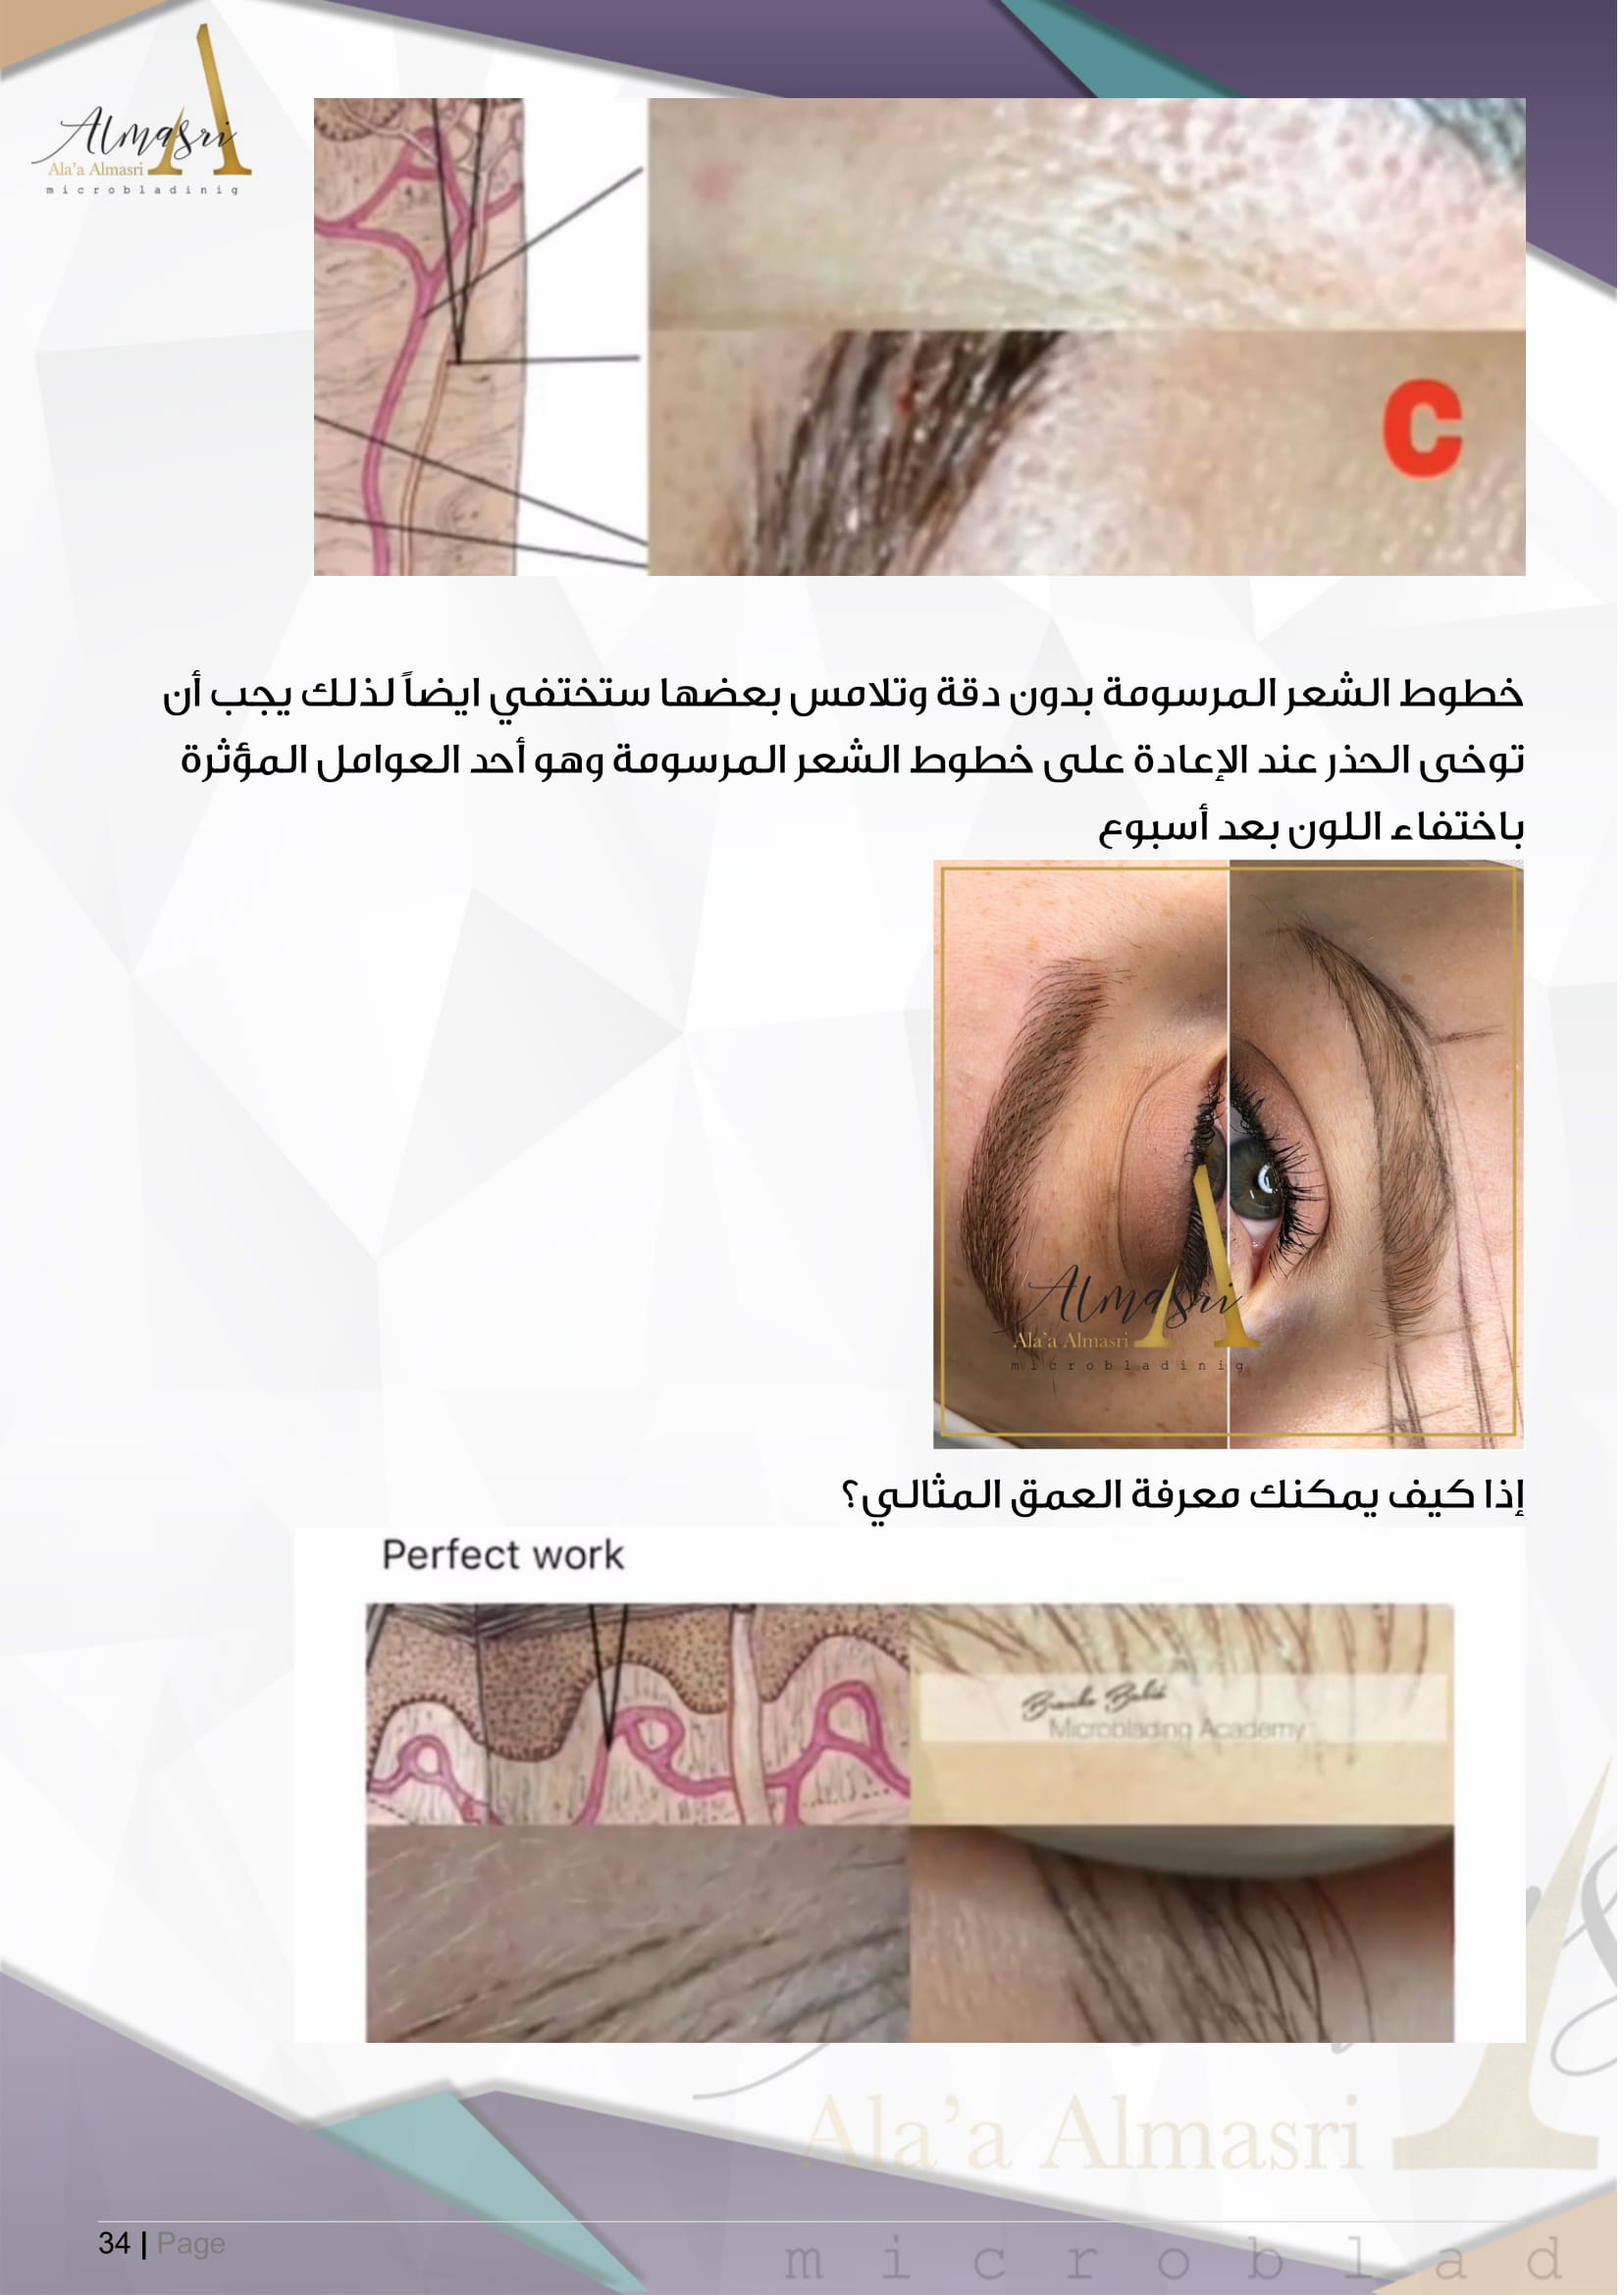 Almasri
Ala'a Almasri
microbladinig
C
خطوط الشعر المرسومة بدون دقة وتلامس بعضها ستختفي ايضاً لذلك يجب أن
توخى الحذر عند الإعادة على خطوط الشعر المرسومة وهو أحد العوامل المؤثرة
باختفاء اللون بعد أسبوع
Almasri
Ala'a Almasri
microbladinig
إذا كيف يمكنك معرفة العمق المثالي؟
Perfect work
Microblading Academy
Ala'a Almasri
34 | Page
microblad